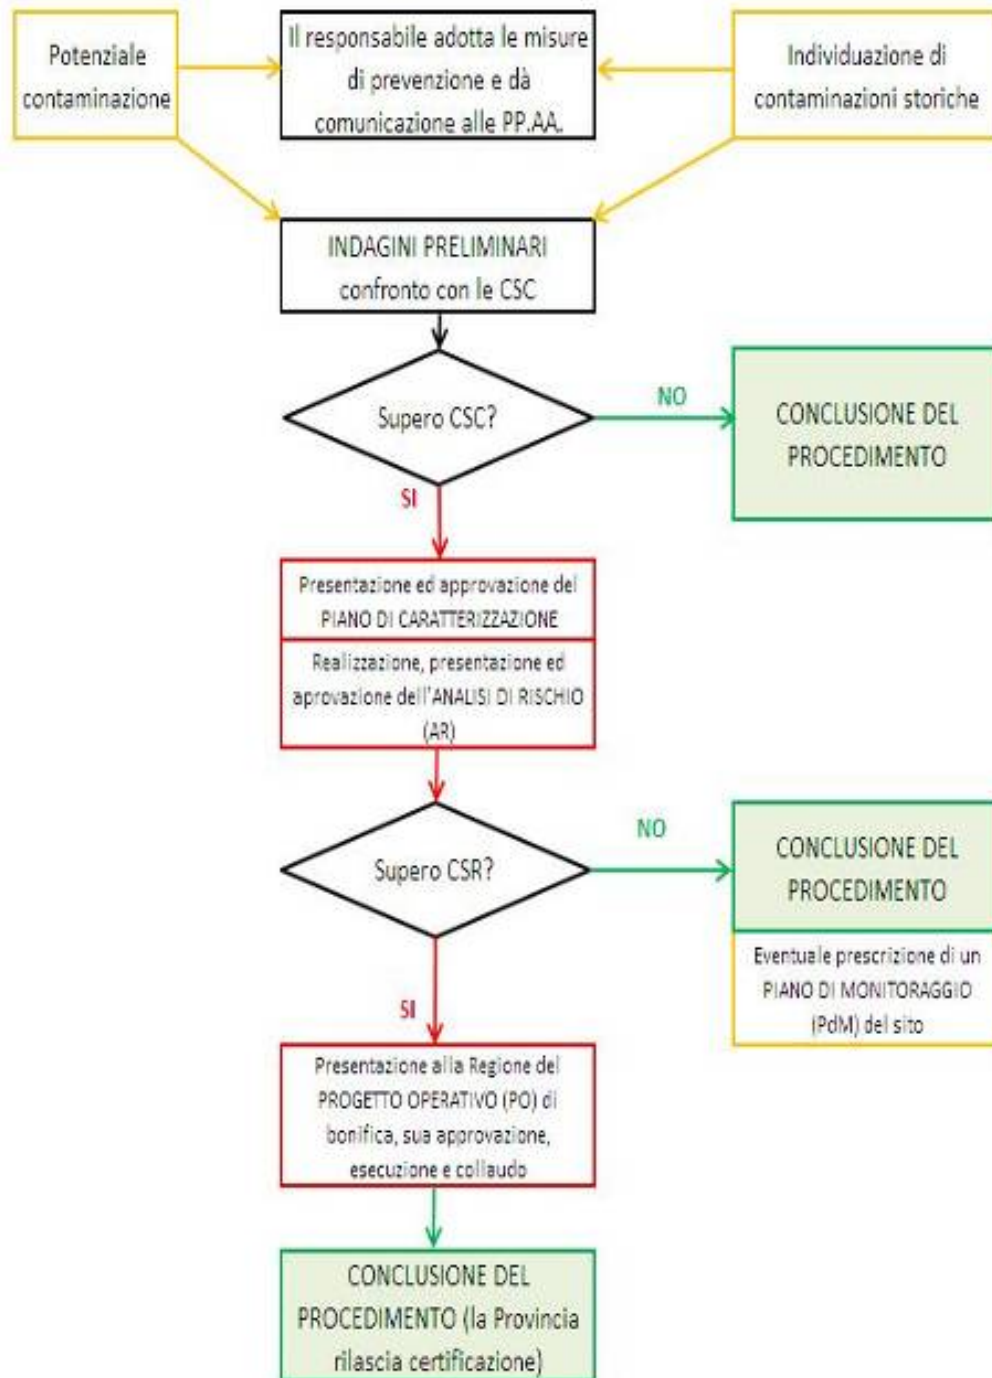 Potenziale
contaminazione
Il responsabile adotta le misure
di prevenzione e dà
comunicazione alle PP.AA.
Individuazione di
contaminazioni storiche
INDAGINI PRELIMINARI
confronto con le CSC
Supero CSC?
NO
CONCLUSIONE DEL
PROCEDIMENTO
SI
Presentazione ed approvazione del
PIANO DI CARATTERIZZAZIONE
Realizzazione, presentazione ed
aprovazione dell'ANALISI DI RISCHIO
(AR)
Supero CSR?
NO
CONCLUSIONE DEL
PROCEDIMENTO
Eventuale prescrizione di un
PIANO DI MONITORAGGIO
(PdM) del sito
SI
Presentazione alla Regione del
PROGETTO OPERATIVO (PO) di
bonifica, sua approvazione,
esecuzione e collaudo
CONCLUSIONE DEL
PROCEDIMENTO (la Provincia
rilascia certificazione)